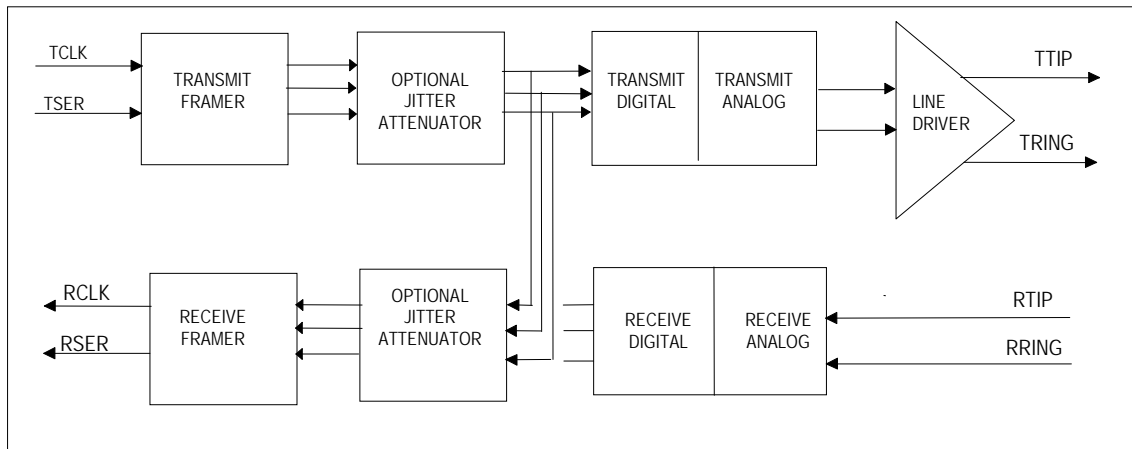 TCLK
TSER
TRANSMIT
FRAMER
OPTIONAL
JITTER
ATTENUATOR
TRANSMIT
DIGITAL
TRANSMIT
ANALOG
LINE
DRIVER
TTIP
TRING
RCLK
RSER
RECEIVE
FRAMER
OPTIONAL
JITTER
ATTENUATOR
RECEIVE
DIGITAL
RECEIVE
ANALOG
RTIP
RRING